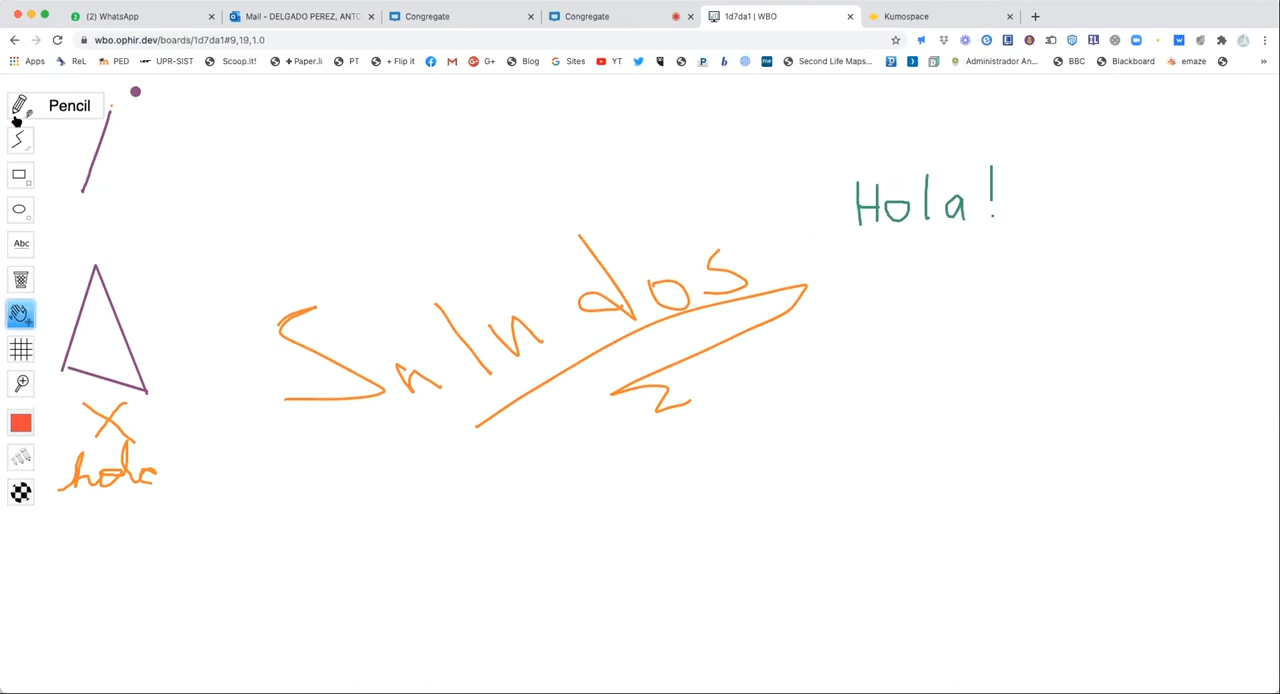 (2) WhatsApp
Mail - DELGADO PEREZ, ANTO
Congregate
Congregate
1d7da1 | WBO
Kumospace
wbo.ophir.dev/boards/1d7da1#9,19,1.0
Apps ReL PED UPR-SIST Scoop.it! + Paper.li PT + Flip it G+ Blog Sites YT Second Life Maps... Administrador An... BBC Blackboard emaze »
Pencil
Hola!
Abc
Salndos
X
hola